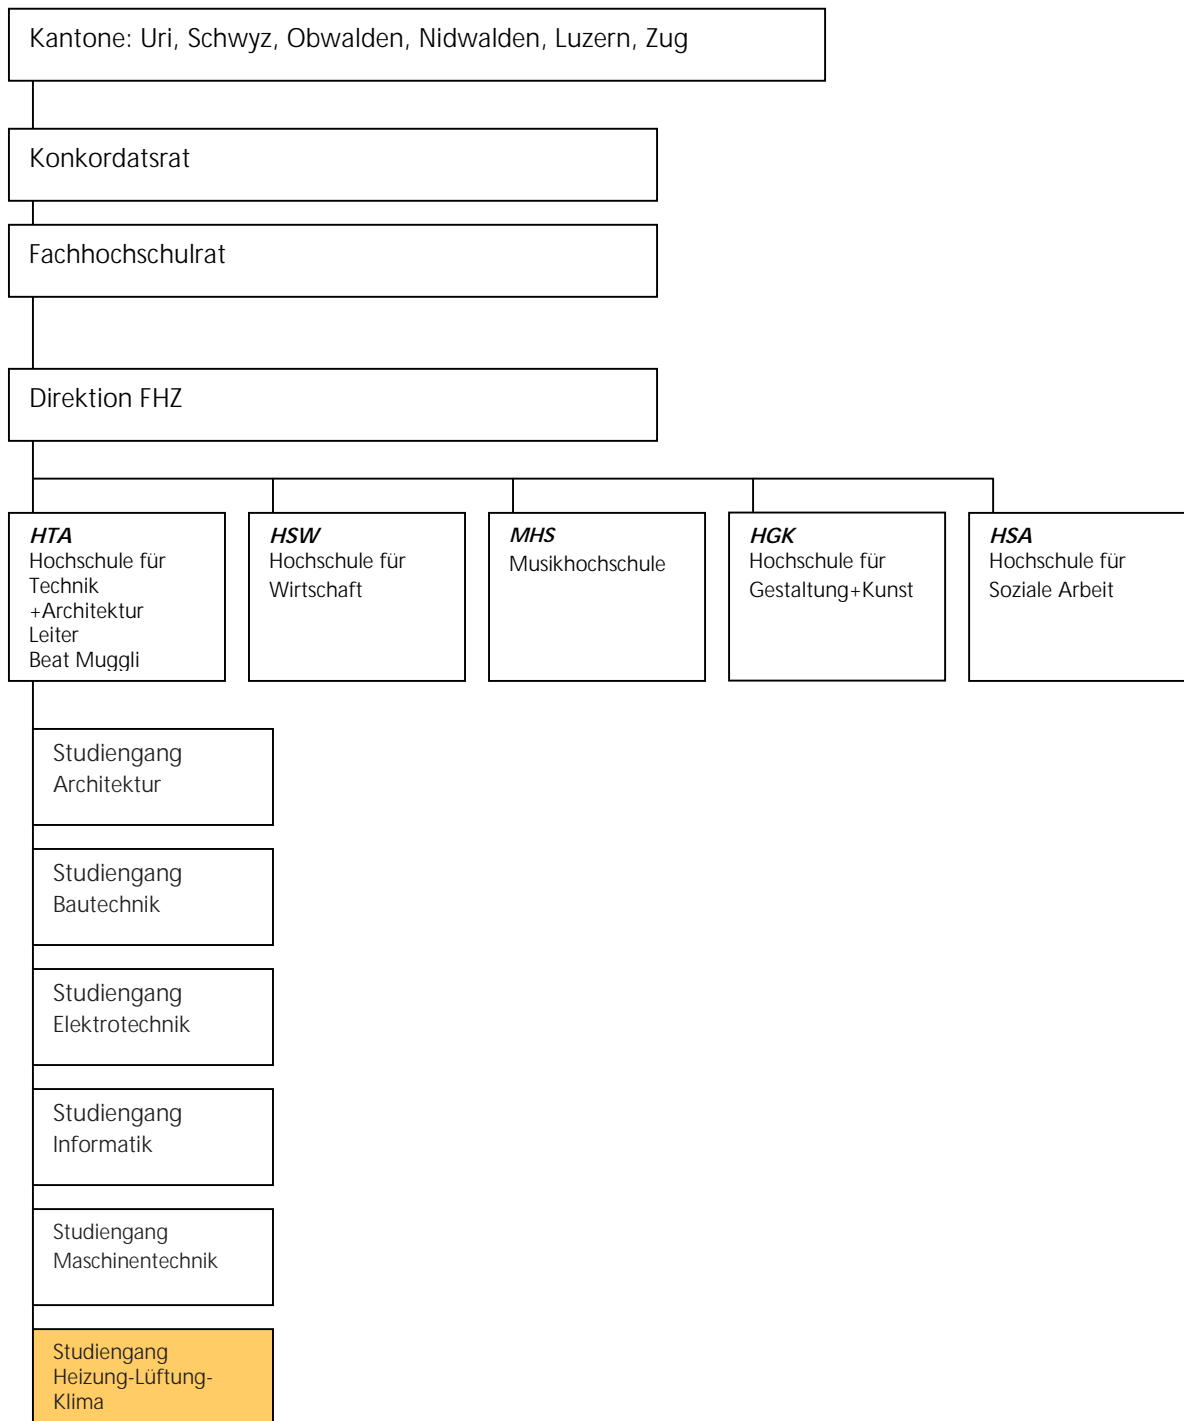 Kantone: Uri, Schwyz, Obwalden, Nidwalden, Luzern, Zug
Konkordatsrat
Fachhochschulrat
Direktion FHZ
HTA
Hochschule für
Technik
+Architektur
Leiter
Beat Muggli
HSW
Hochschule für
Wirtschaft
MHS
Musikhochschule
HGK
Hochschule für
Gestaltung+Kunst
HSA
Hochschule für
Soziale Arbeit
Studiengang
Architektur
Studiengang
Bautechnik
Studiengang
Elektrotechnik
Studiengang
Informatik
Studiengang
Maschinentechnik
Studiengang
Heizung-Lüftung-
Klima